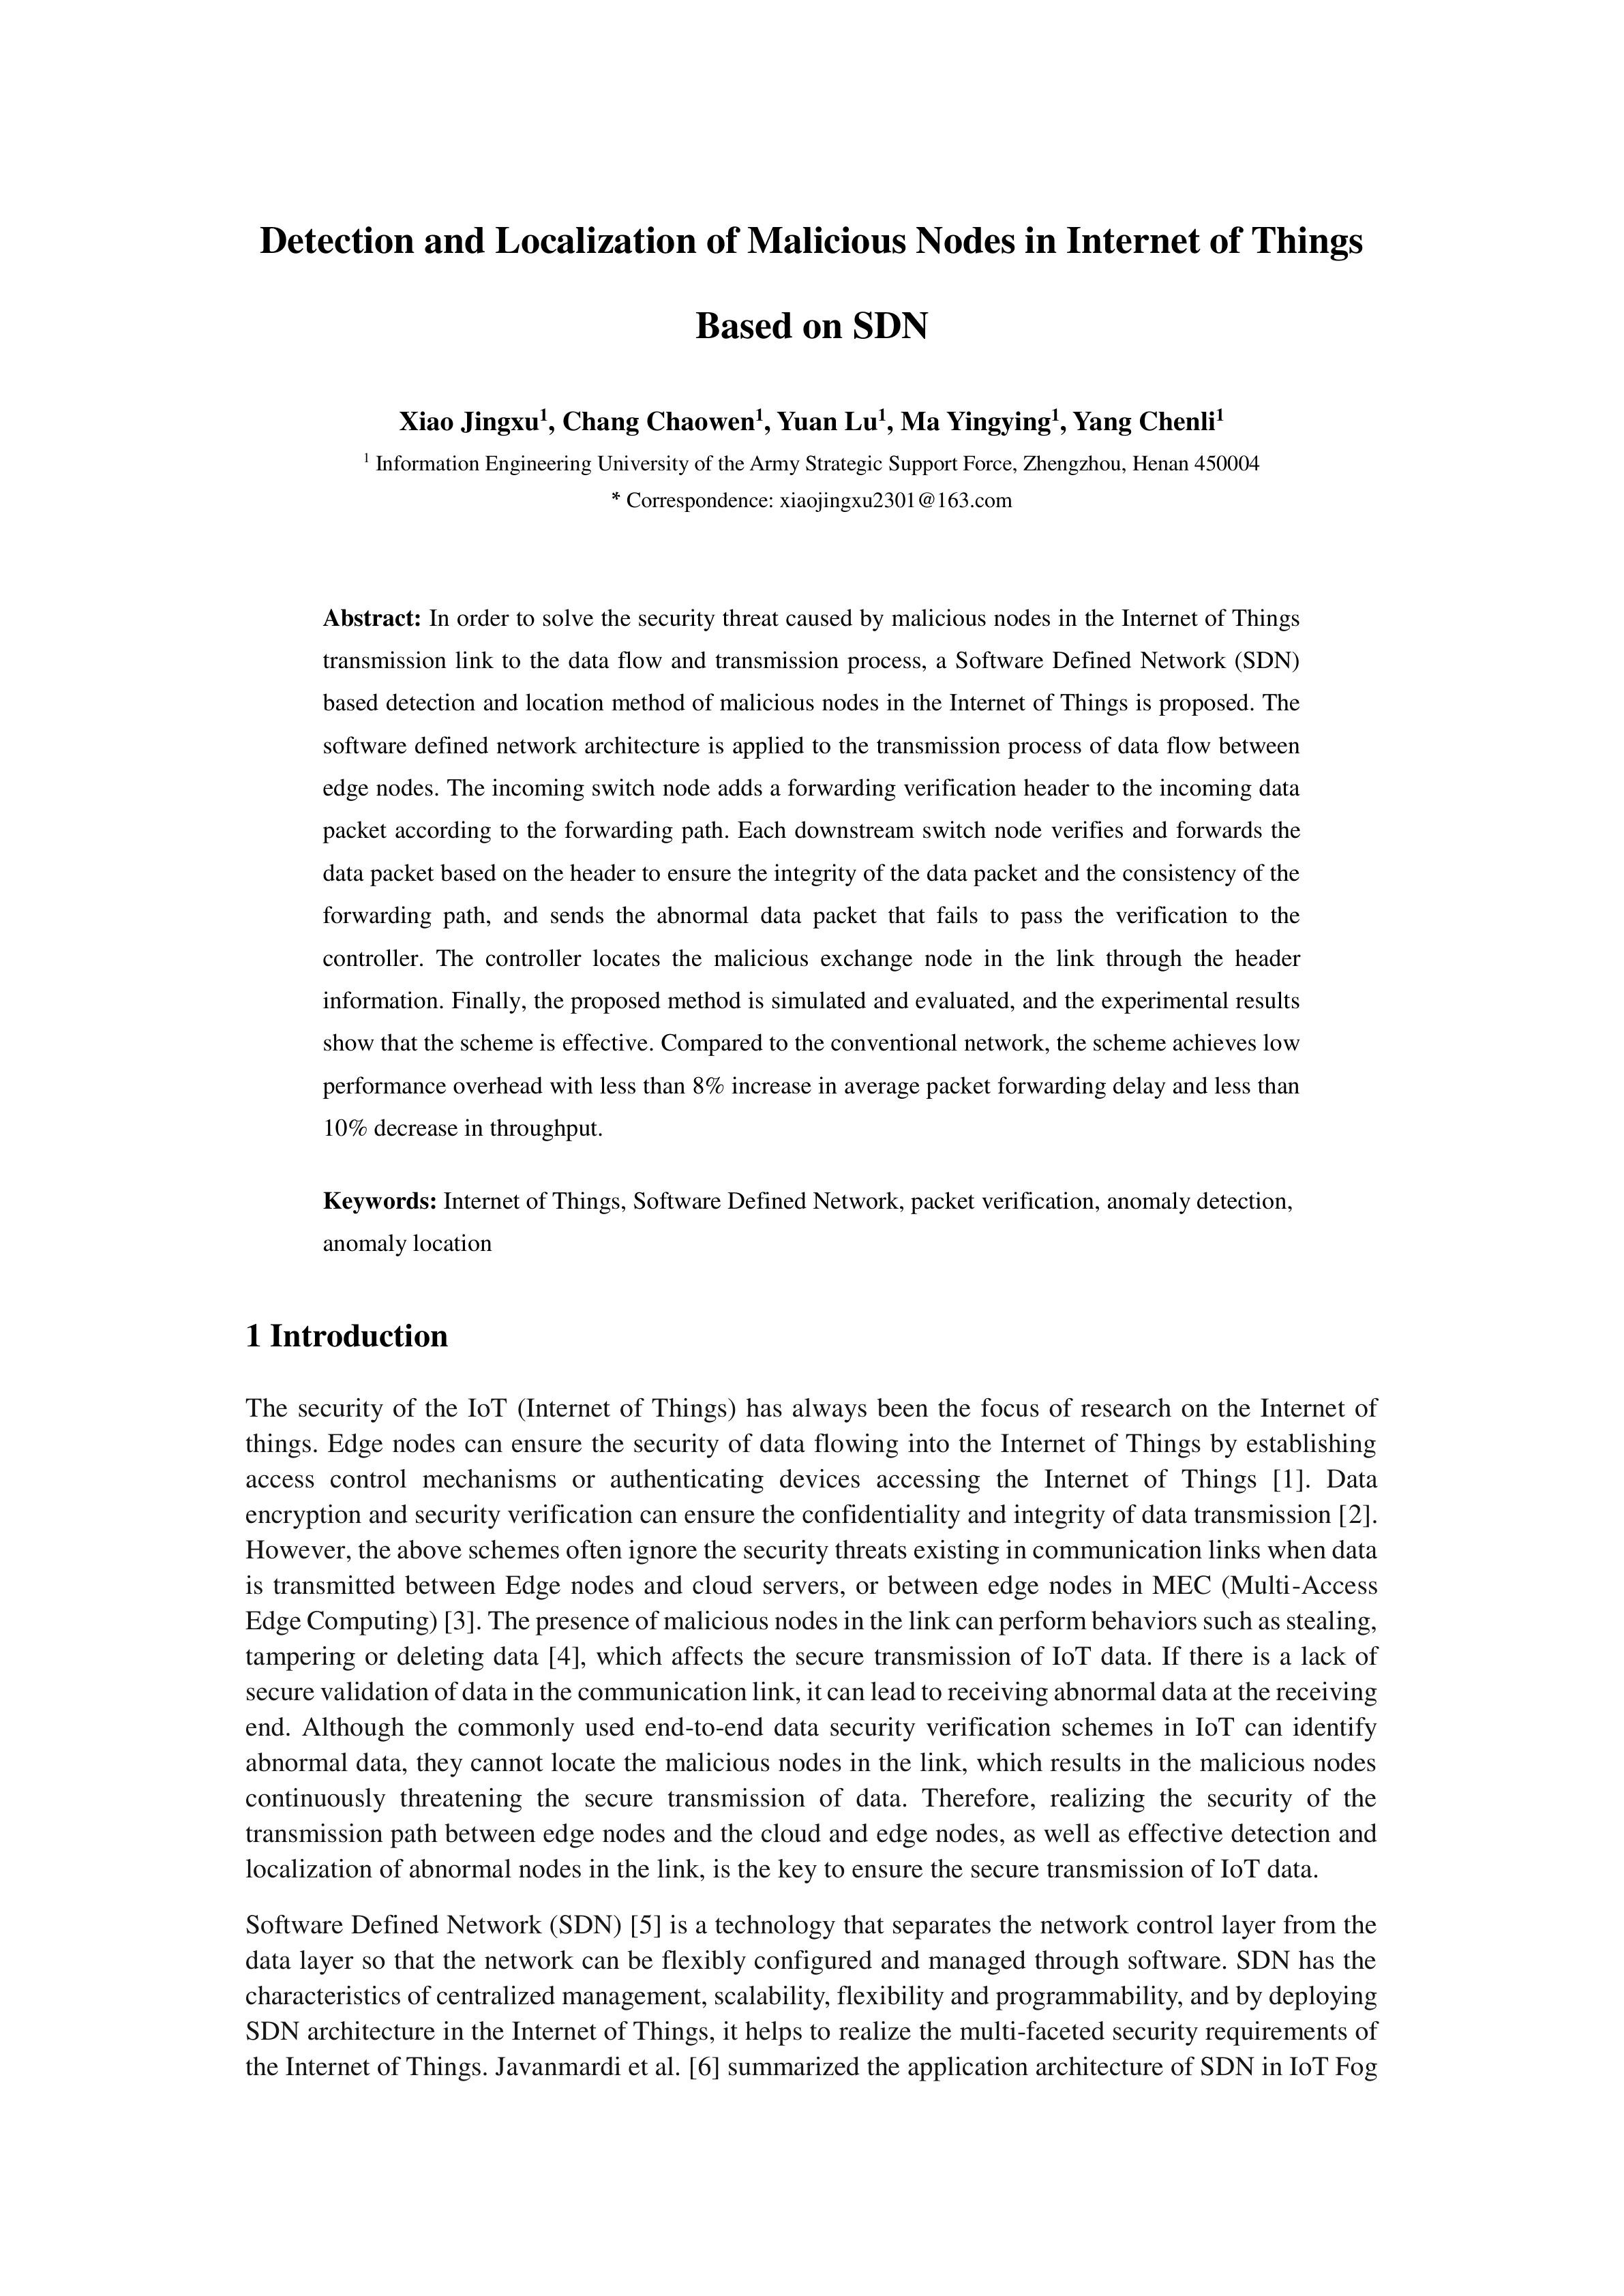 Detection and Localization of Malicious Nodes in Internet of Things
Based on SDN
Xiao Jingxu1, Chang Chaowen1, Yuan Lu1, Ma Yingying1, Yang Chenli1
1 Information Engineering University of the Army Strategic Support Force, Zhengzhou, Henan 450004
* Correspondence: xiaojingxu2301@163.com
Abstract: In order to solve the security threat caused by malicious nodes in the Internet of Things
transmission link to the data flow and transmission process, a Software Defined Network (SDN)
based detection and location method of malicious nodes in the Internet of Things is proposed. The
software defined network architecture is applied to the transmission process of data flow between
edge nodes. The incoming switch node adds a forwarding verification header to the incoming data
packet according to the forwarding path. Each downstream switch node verifies and forwards the
data packet based on the header to ensure the integrity of the data packet and the consistency of the
forwarding path, and sends the abnormal data packet that fails to pass the verification to the
controller. The controller locates the malicious exchange node in the link through the header
information. Finally, the proposed method is simulated and evaluated, and the experimental results
show that the scheme is effective. Compared to the conventional network, the scheme achieves low
performance overhead with less than 8% increase in average packet forwarding delay and less than
10% decrease in throughput.
Keywords: Internet of Things, Software Defined Network, packet verification, anomaly detection,
anomaly location
1 Introduction
The security of the IoT (Internet of Things) has always been the focus of research on the Internet of
things. Edge nodes can ensure the security of data flowing into the Internet of Things by establishing
access control mechanisms or authenticating devices accessing the Internet of Things [1]. Data
encryption and security verification can ensure the confidentiality and integrity of data transmission [2].
However, the above schemes often ignore the security threats existing in communication links when data
is transmitted between Edge nodes and cloud servers, or between edge nodes in MEC (Multi-Access
Edge Computing) [3]. The presence of malicious nodes in the link can perform behaviors such as stealing,
tampering or deleting data [4], which affects the secure transmission of IoT data. If there is a lack of
secure validation of data in the communication link, it can lead to receiving abnormal data at the receiving
end. Although the commonly used end-to-end data security verification schemes in IoT can identify
abnormal data, they cannot locate the malicious nodes in the link, which results in the malicious nodes
continuously threatening the secure transmission of data. Therefore, realizing the security of the
transmission path between edge nodes and the cloud and edge nodes, as well as effective detection and
localization of abnormal nodes in the link, is the key to ensure the secure transmission of IoT data.
Software Defined Network (SDN) [5] is a technology that separates the network control layer from the
data layer so that the network can be flexibly configured and managed through software. SDN has the
characteristics of centralized management, scalability, flexibility and programmability, and by deploying
SDN architecture in the Internet of Things, it helps to realize the multi-faceted security requirements of
the Internet of Things. Javanmardi et al. [6] summarized the application architecture of SDN in IoT Fog